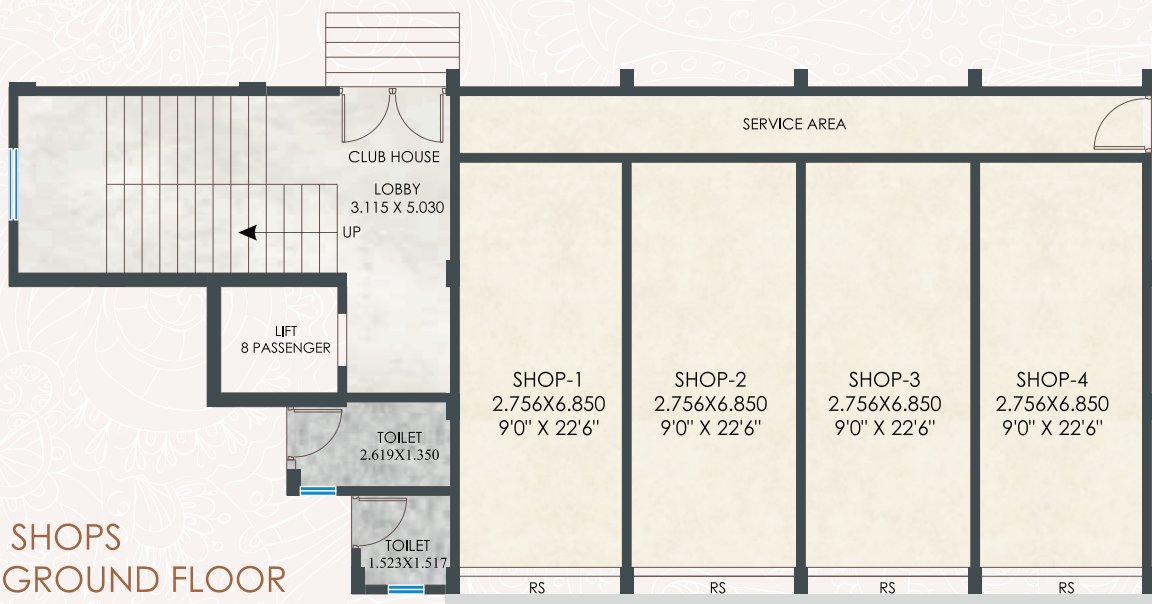 SERVICE AREA
CLUB HOUSE
LOBBY
3.115 X 5.030
UP
LIFT
8 PASSENGER
SHOP-1
2.756X6.850
9'0" X 22'6"
SHOP-2
2.756X6.850
9'0" X 22'6"
SHOP-3
2.756X6.850
9'0" X 22'6"
SHOP-4
2.756X6.850
9'0" X 22'6"
TOILET
2.619X1.350
TOILET
1.523X1.517
RS
RS
RS
RS
SHOPS
GROUND FLOOR